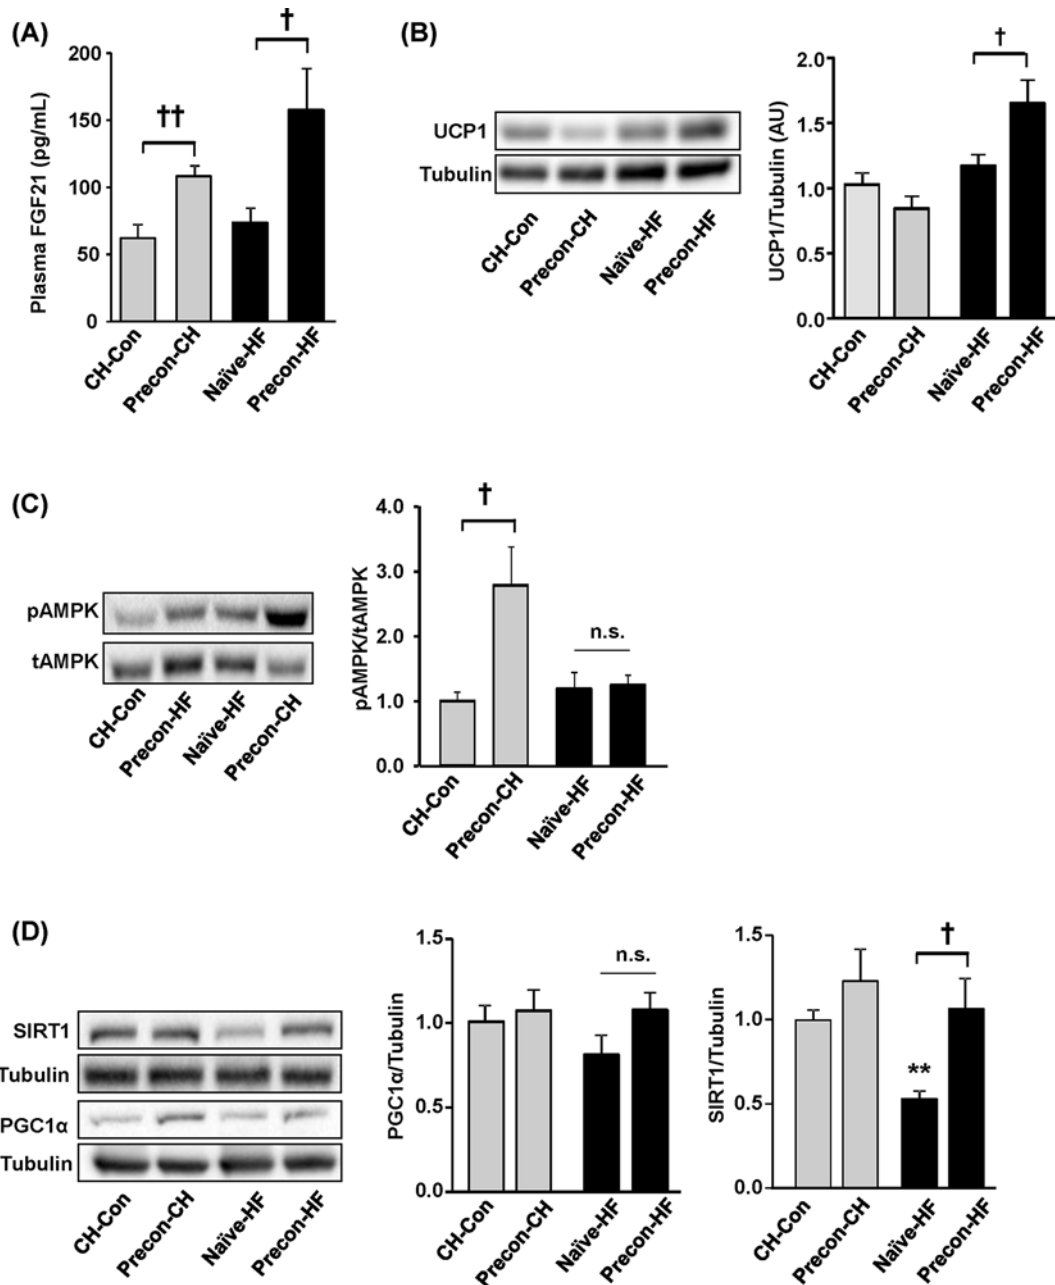 (A)
†
††
200
150
100
50
0
Plasma FGF21 (pg/mL)
CH-Con
Precon-CH
Naïve-HF
Precon-HF
(B)
UCP1
Tubulin
CH-Con
Precon-CH
Naïve-HF
Precon-HF
†
2.0
1.5
1.0
0.5
0.0
UCP1/Tubulin (AU)
CH-Con
Precon-CH
Naïve-HF
Precon-HF
(C)
pAMPK
tAMPK
CH-Con
Precon-HF
Naïve-HF
Precon-CH
†
n.s.
4.0
3.0
2.0
1.0
0.0
pAMPK/tAMPK
CH-Con
Precon-CH
Naïve-HF
Precon-HF
(D)
SIRT1
Tubulin
PGC1α
Tubulin
CH-Con
Precon-CH
Naïve-HF
Precon-HF
n.s.
1.5
1.0
0.5
0.0
PGC1α/Tubulin
CH-Con
Precon-CH
Naïve-HF
Precon-HF
†
**
1.5
1.0
0.5
0.0
SIRT1/Tubulin
CH-Con
Precon-CH
Naïve-HF
Precon-HF